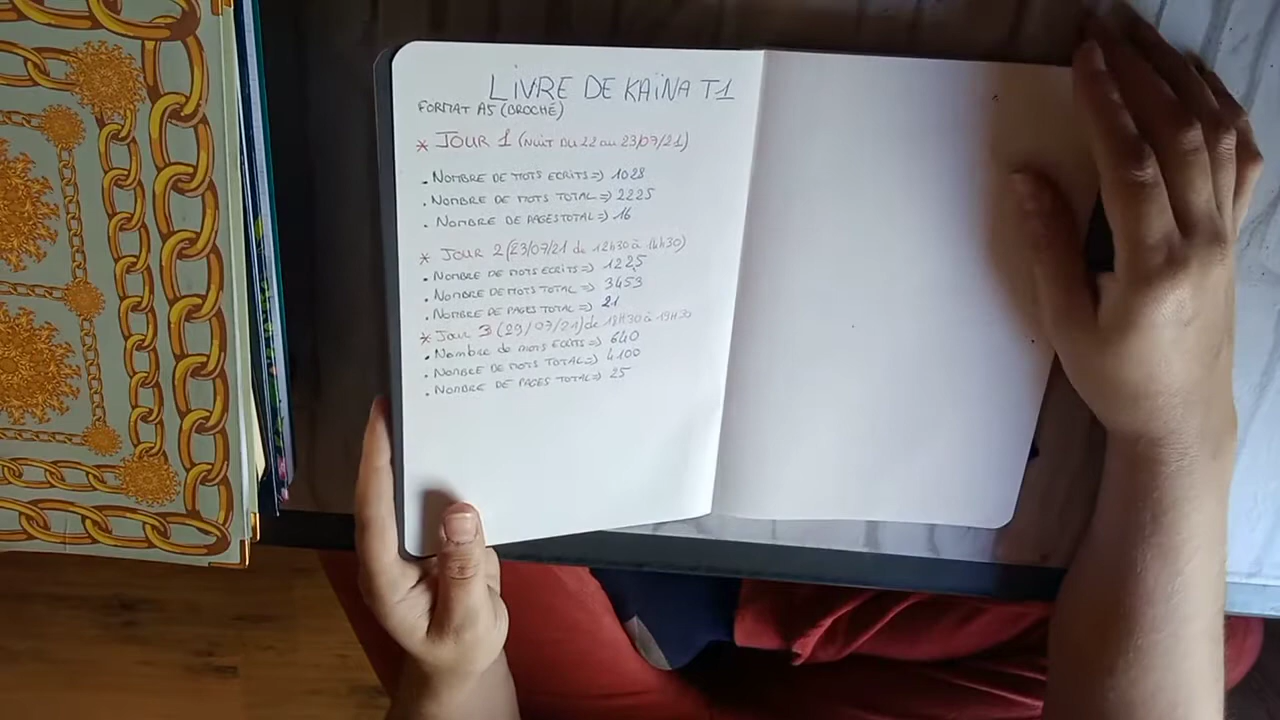 LIVRE DE KAÏNA T1
FORMAT A5 (BROCHÉ)
* JOUR 1 (NUIT DU 22 au 23/07/21)
. NOMBRE DE MOTS ECRITS => 1028
. NOMBRE DE MOTS TOTAL => 2225
. NOMBRE DE PAGES TOTAL => 16
* JOUR 2 (23/07/21 de 12h30 à 14h30)
. NOMBRE DE MOTS ECRITS => 1225
. NOMBRE DE MOTS TOTAL => 3453
. NOMBRE DE PAGES TOTAL => 21
* JOUR 3 (29/07/21) de 18H30 à 19H30
. Nombre de mots Ecrits => 640
. NOMBRE DE MOTS TOTAL => 4100
. NOMBRE DE PAGES TOTAL => 25